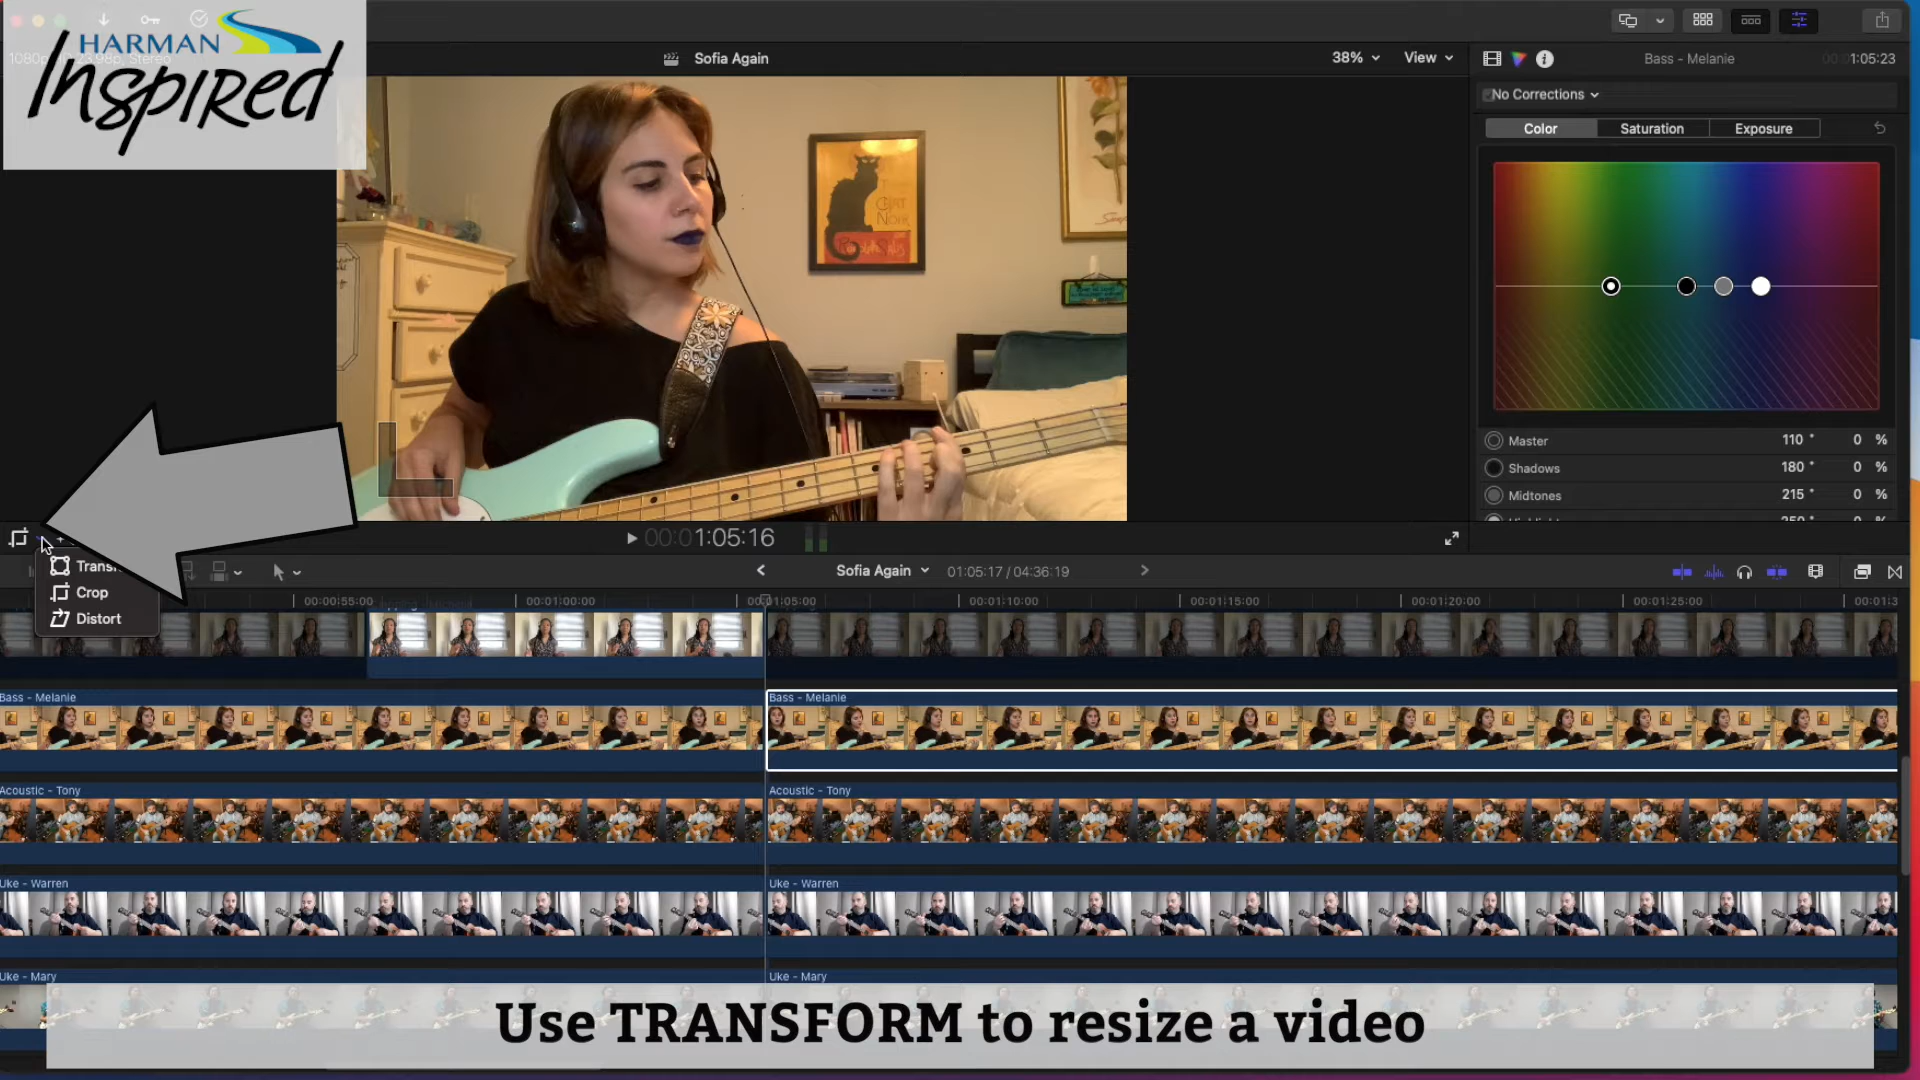 HARMAN
Inspired
Sofia Again
38%
View
Bass - Melanie
1:05:23
No Corrections
Color
Saturation
Exposure
CHAT
NOIR
Master
110 °
0 %
Shadows
180 °
0 %
Midtones
215 °
0 %
00:01:05:16
Crop
Distort
Sofia Again
01:05:17 / 04:36:19
00:00:55:00
00:01:00:00
00:01:05:00
00:01:10:00
00:01:15:00
00:01:20:00
00:01:25:00
Bass - Melanie
Bass - Melanie
Acoustic - Tony
Acoustic - Tony
Uke - Warren
Uke - Warren
Uke - Mary
Uke - Mary
Use TRANSFORM to resize a video